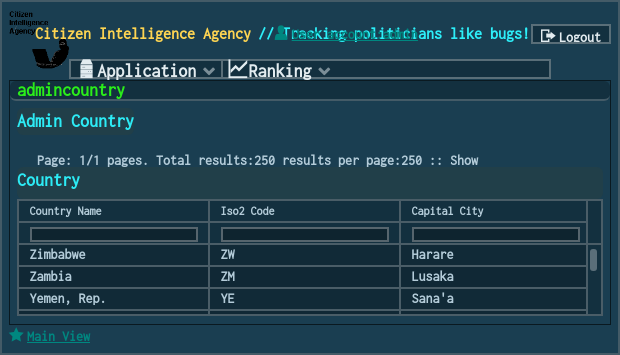 Citizen
Intelligence
Agency
Citizen Intelligence Agency // Tracking politicians like bugs!
Logout
Application
Ranking
admincountry
Admin Country
Page: 1/1 pages. Total results:250 results per page:250 :: Show
Country
Country Name Iso2 Code Capital City
Zimbabwe ZW Harare
Zambia ZM Lusaka
Yemen, Rep. YE Sana'a
Main View